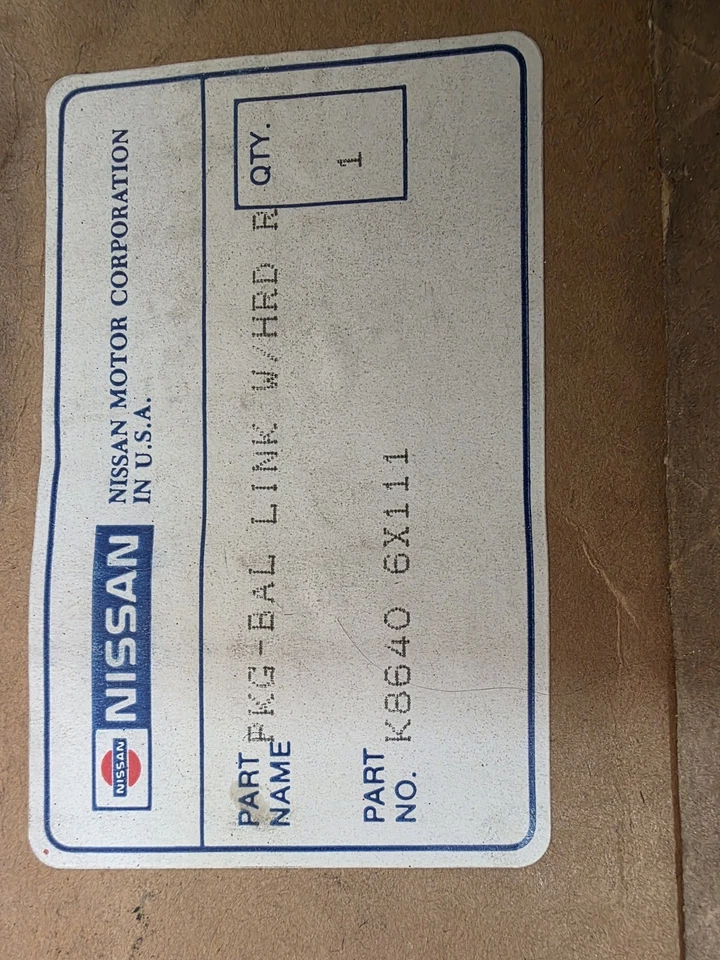 NISSAN
NISSAN
NISSAN MOTOR CORPORATION
IN U.S.A.
PART
NAME
PKG-BAL LINK W/HRD R
QTY.
1
PART
NO.
K8640 6X111